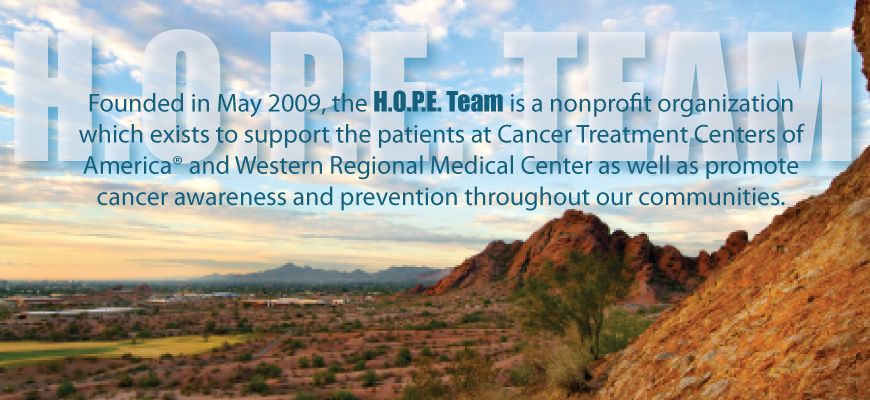 H.O.P.E. TEAM
Founded in May 2009, the H.O.P.E. Team is a nonprofit organization
which exists to support the patients at Cancer Treatment Centers of
America® and Western Regional Medical Center as well as promote
cancer awareness and prevention throughout our communities.